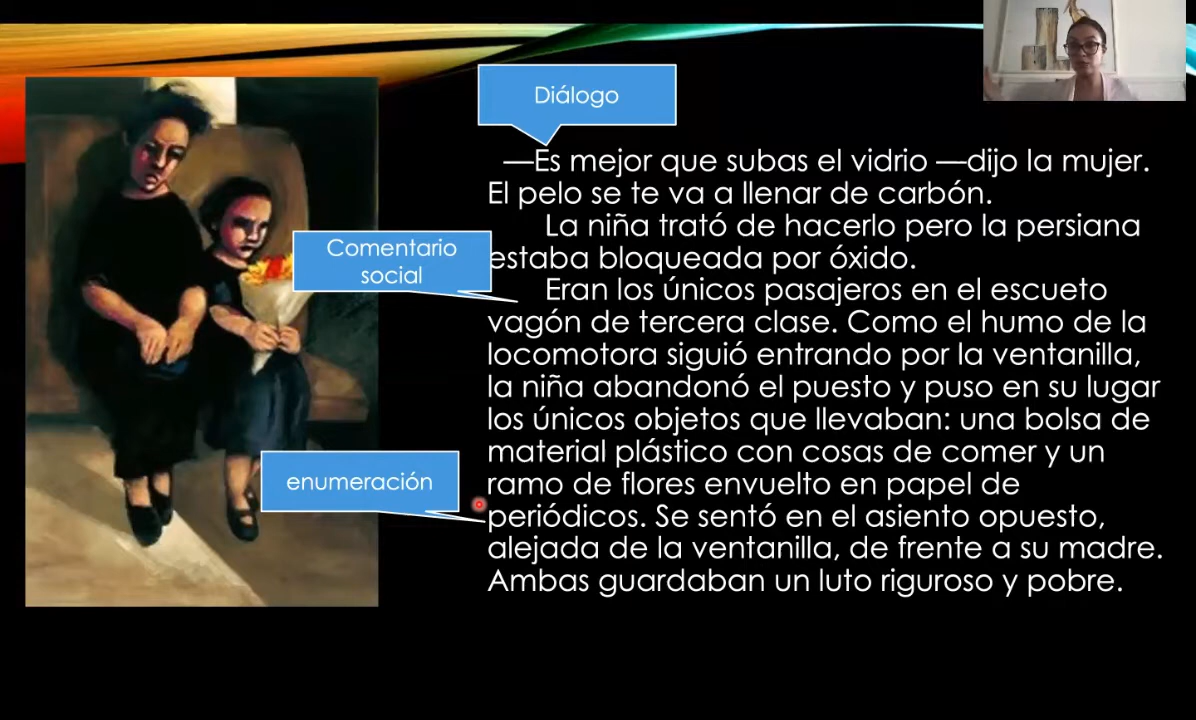 Diálogo
—Es mejor que subas el vidrio —dijo la mujer.
El pelo se te va a llenar de carbón.
La niña trató de hacerlo pero la persiana
estaba bloqueada por óxido.
Comentario
social
Eran los únicos pasajeros en el escueto
vagón de tercera clase. Como el humo de la
locomotora siguió entrando por la ventanilla,
la niña abandonó el puesto y puso en su lugar
los únicos objetos que llevaban: una bolsa de
material plástico con cosas de comer y un
ramo de flores envuelto en papel de
periódicos. Se sentó en el asiento opuesto,
alejada de la ventanilla, de frente a su madre.
Ambas guardaban un luto riguroso y pobre.
enumeración